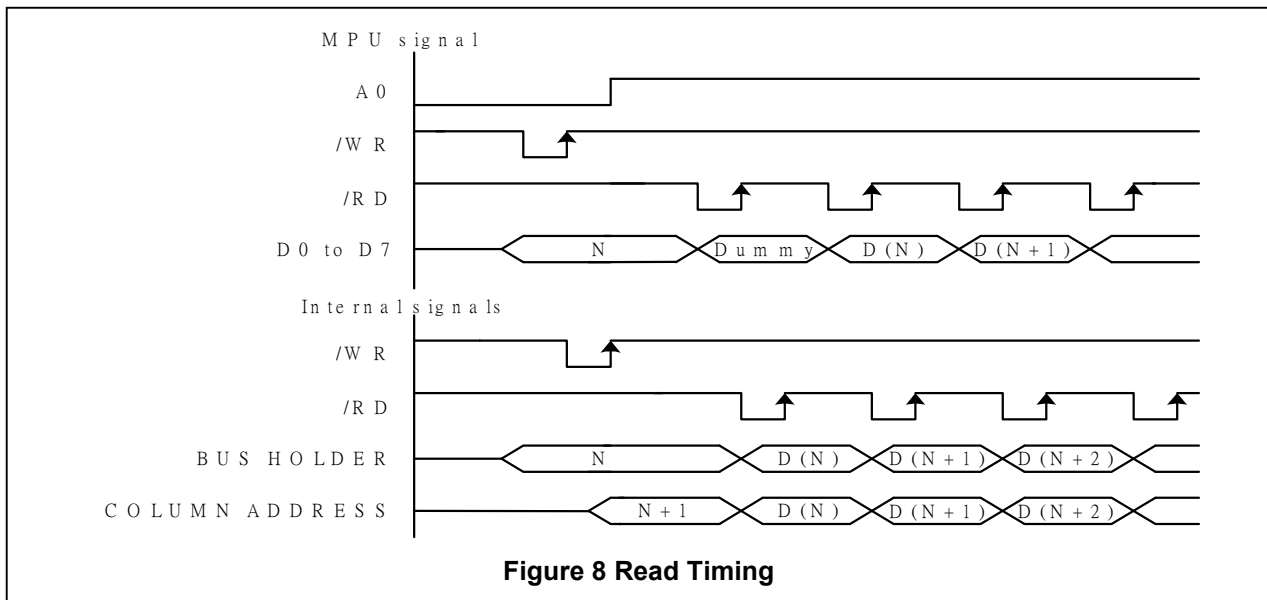 MPU signal
A0
/WR
/RD
D0 to D7 N Dummy D(N) D(N+1)
Internal signals
/WR
/RD
BUS HOLDER N D(N) D(N+1) D(N+2)
COLUMN ADDRESS N+1 D(N) D(N+1) D(N+2)
Figure 8 Read Timing